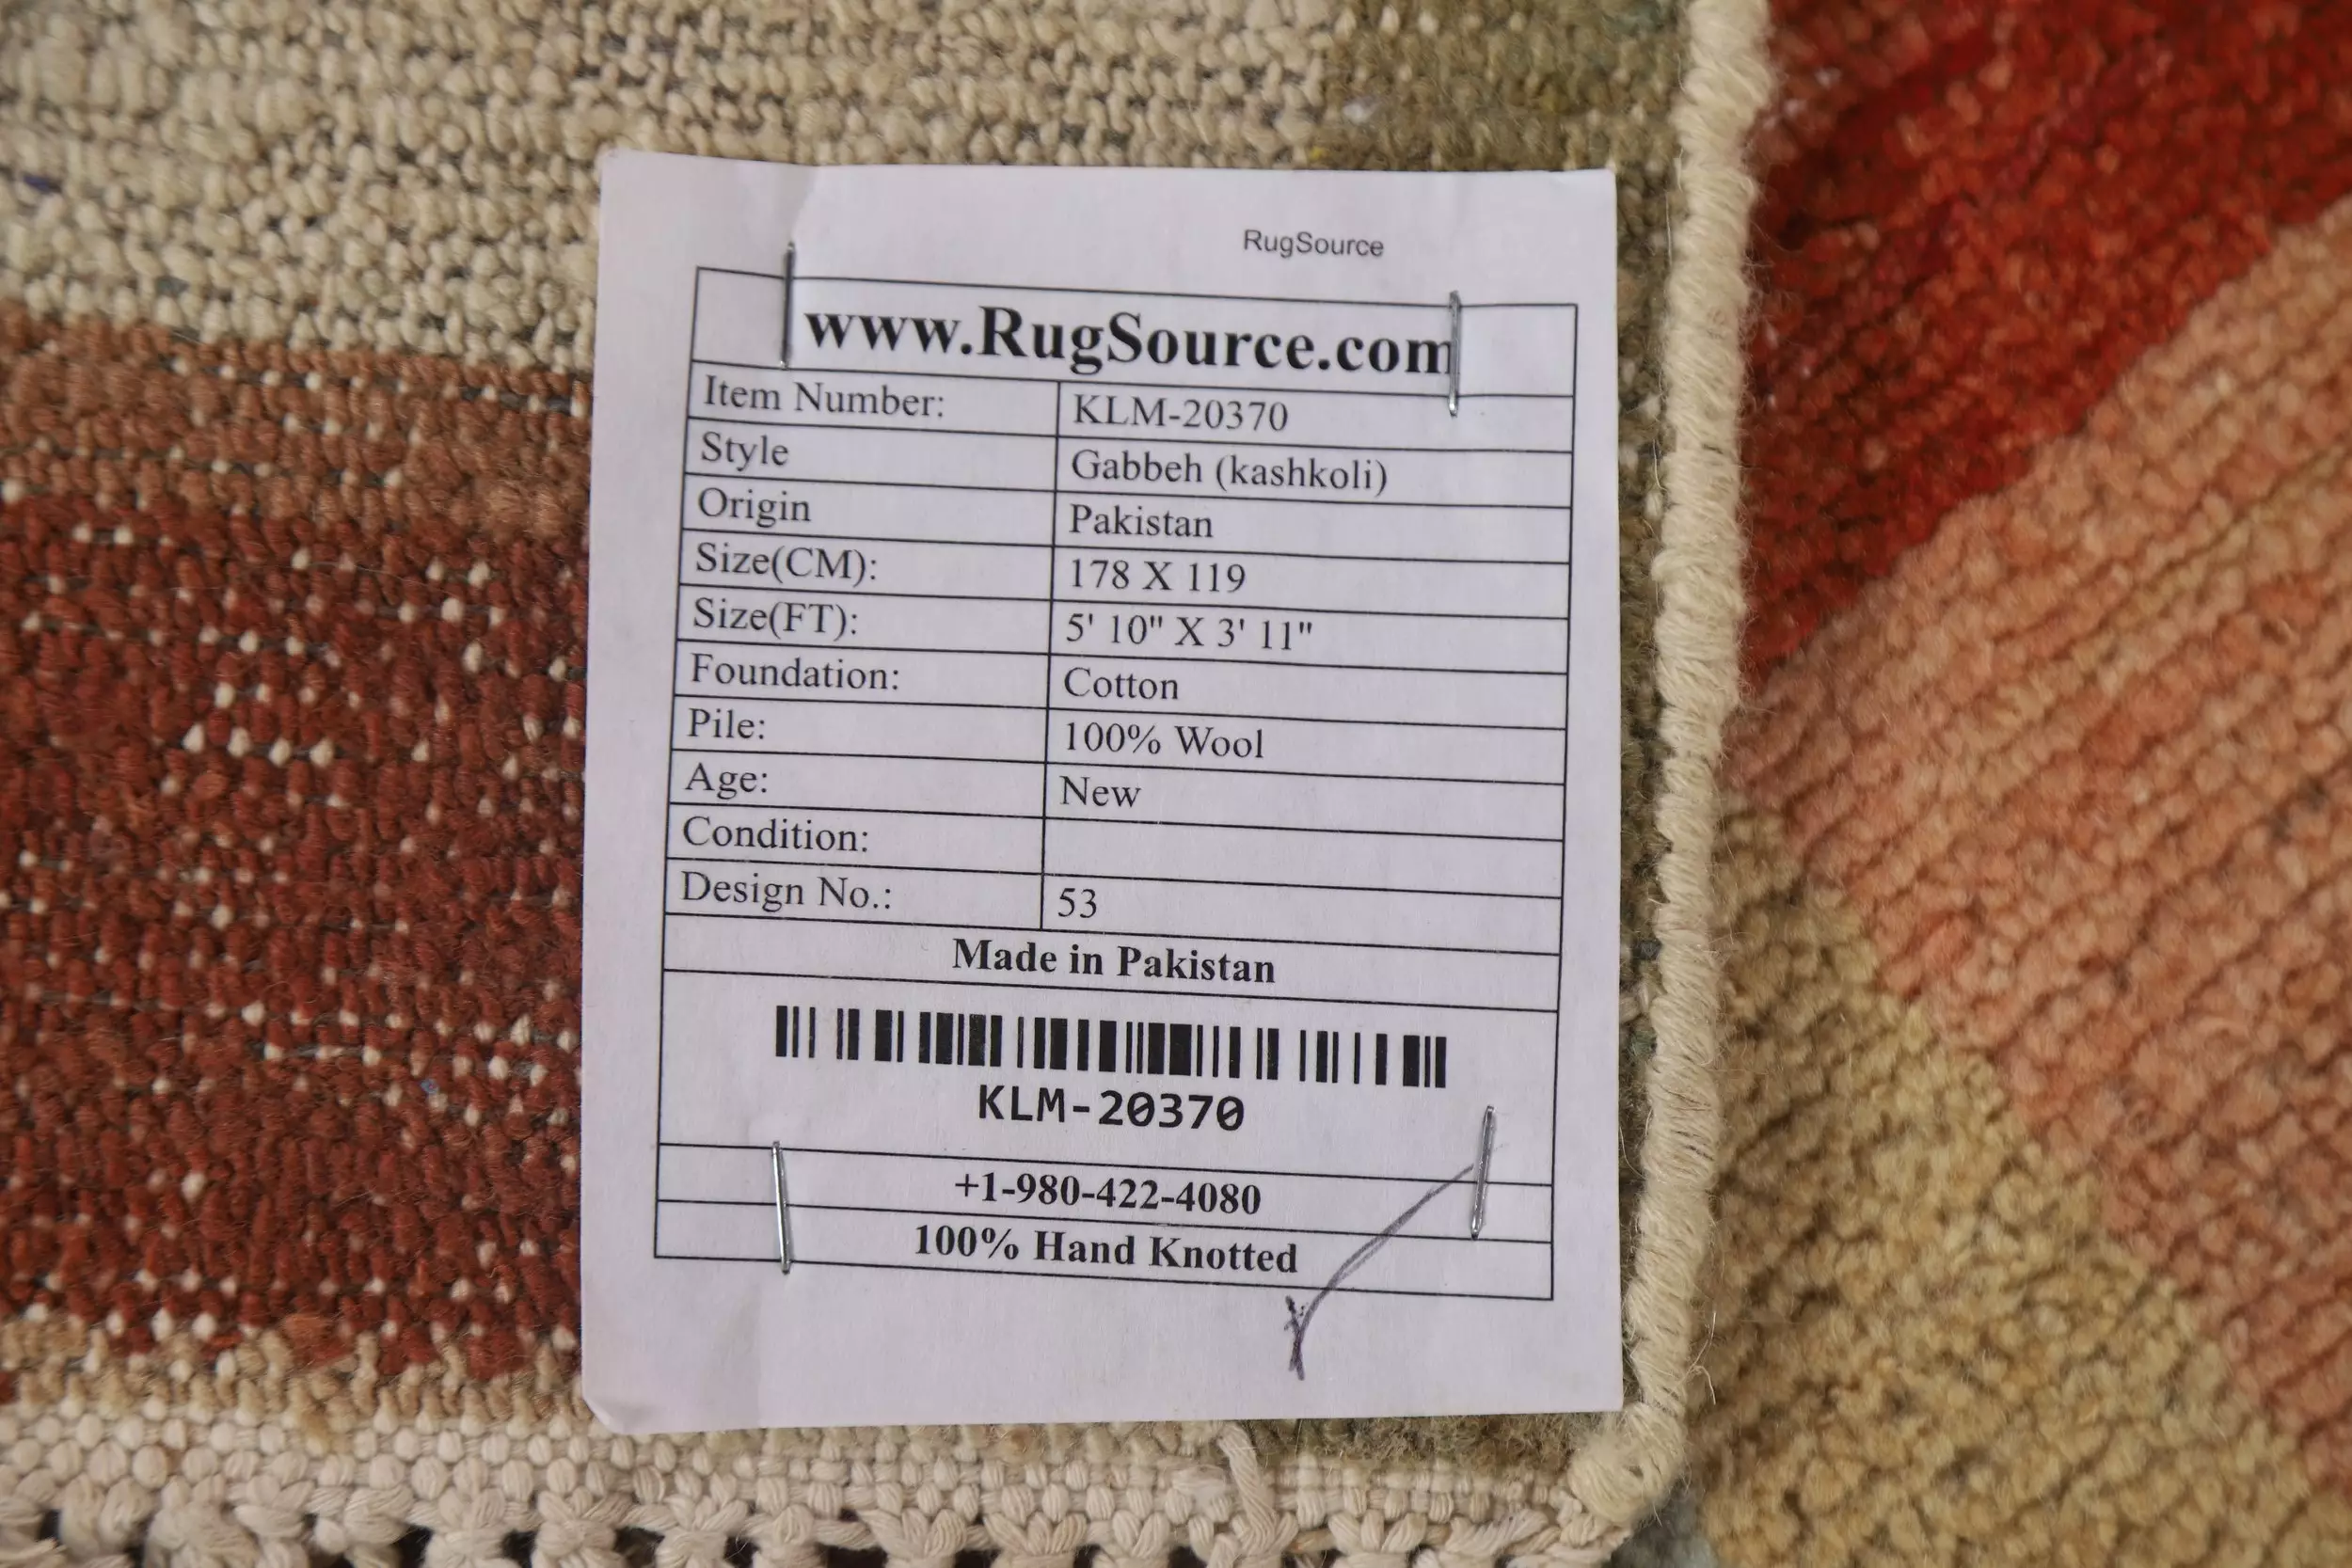 RugSource
www.RugSource.com
Item Number: KLM-20370
Style Gabbeh (kashkoli)
Origin Pakistan
Size(CM): 178 X 119
Size(FT): 5' 10" X 3' 11"
Foundation: Cotton
Pile: 100% Wool
Age: New
Condition:
Design No.: 53
Made in Pakistan
KLM-20370
+1-980-422-4080
100% Hand Knotted